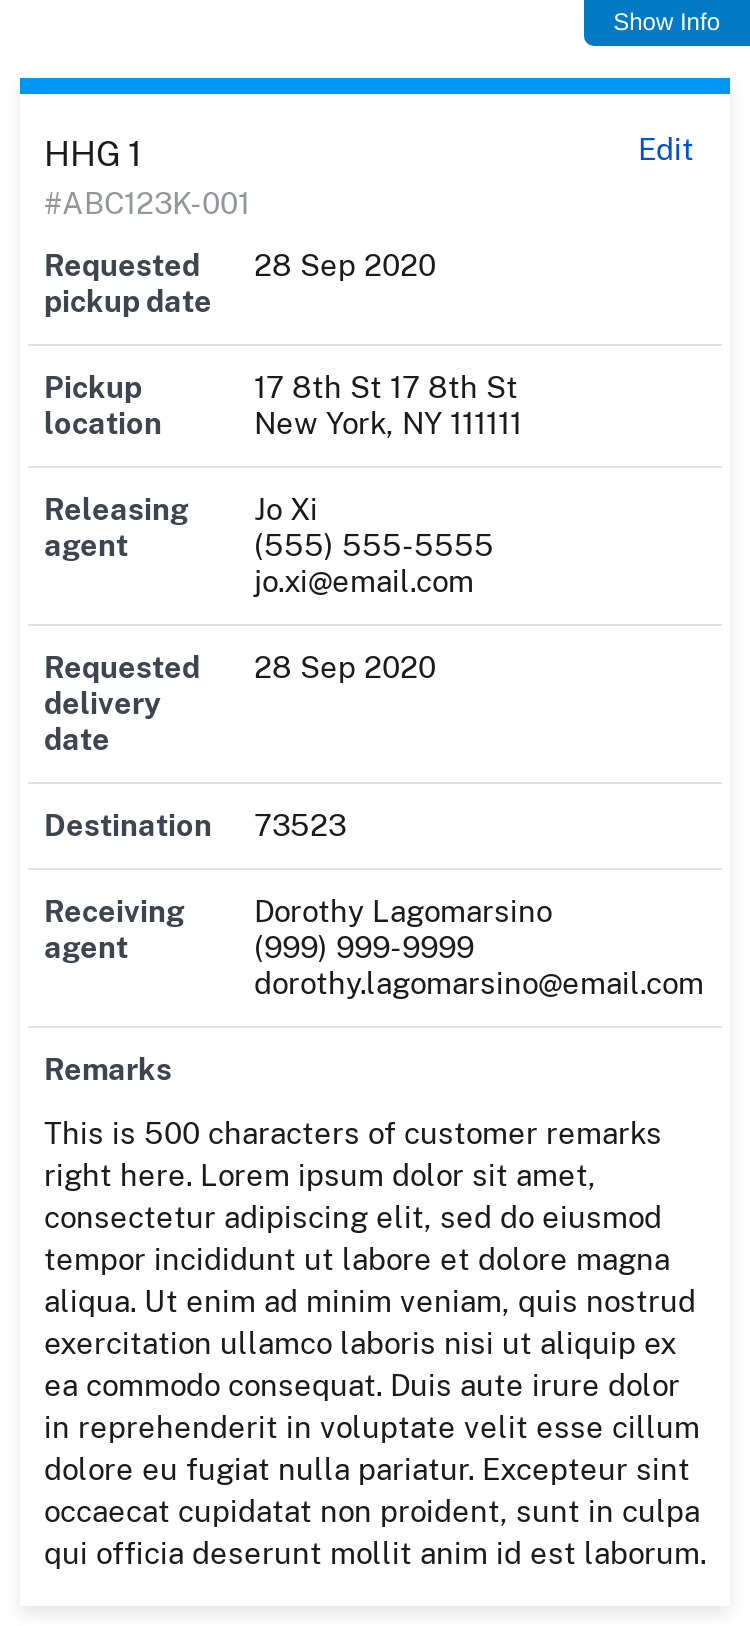 Show Info
HHG 1
Edit
#ABC123K-001
Requested pickup date
28 Sep 2020
Pickup location
17 8th St 17 8th St
New York, NY 111111
Releasing agent
Jo Xi
(555) 555-5555
jo.xi@email.com
Requested delivery date
28 Sep 2020
Destination
73523
Receiving agent
Dorothy Lagomarsino
(999) 999-9999
dorothy.lagomarsino@email.com
Remarks
This is 500 characters of customer remarks
right here. Lorem ipsum dolor sit amet,
consectetur adipiscing elit, sed do eiusmod
tempor incididunt ut labore et dolore magna
aliqua. Ut enim ad minim veniam, quis nostrud
exercitation ullamco laboris nisi ut aliquip ex
ea commodo consequat. Duis aute irure dolor
in reprehenderit in voluptate velit esse cillum
dolore eu fugiat nulla pariatur. Excepteur sint
occaecat cupidatat non proident, sunt in culpa
qui officia deserunt mollit anim id est laborum.